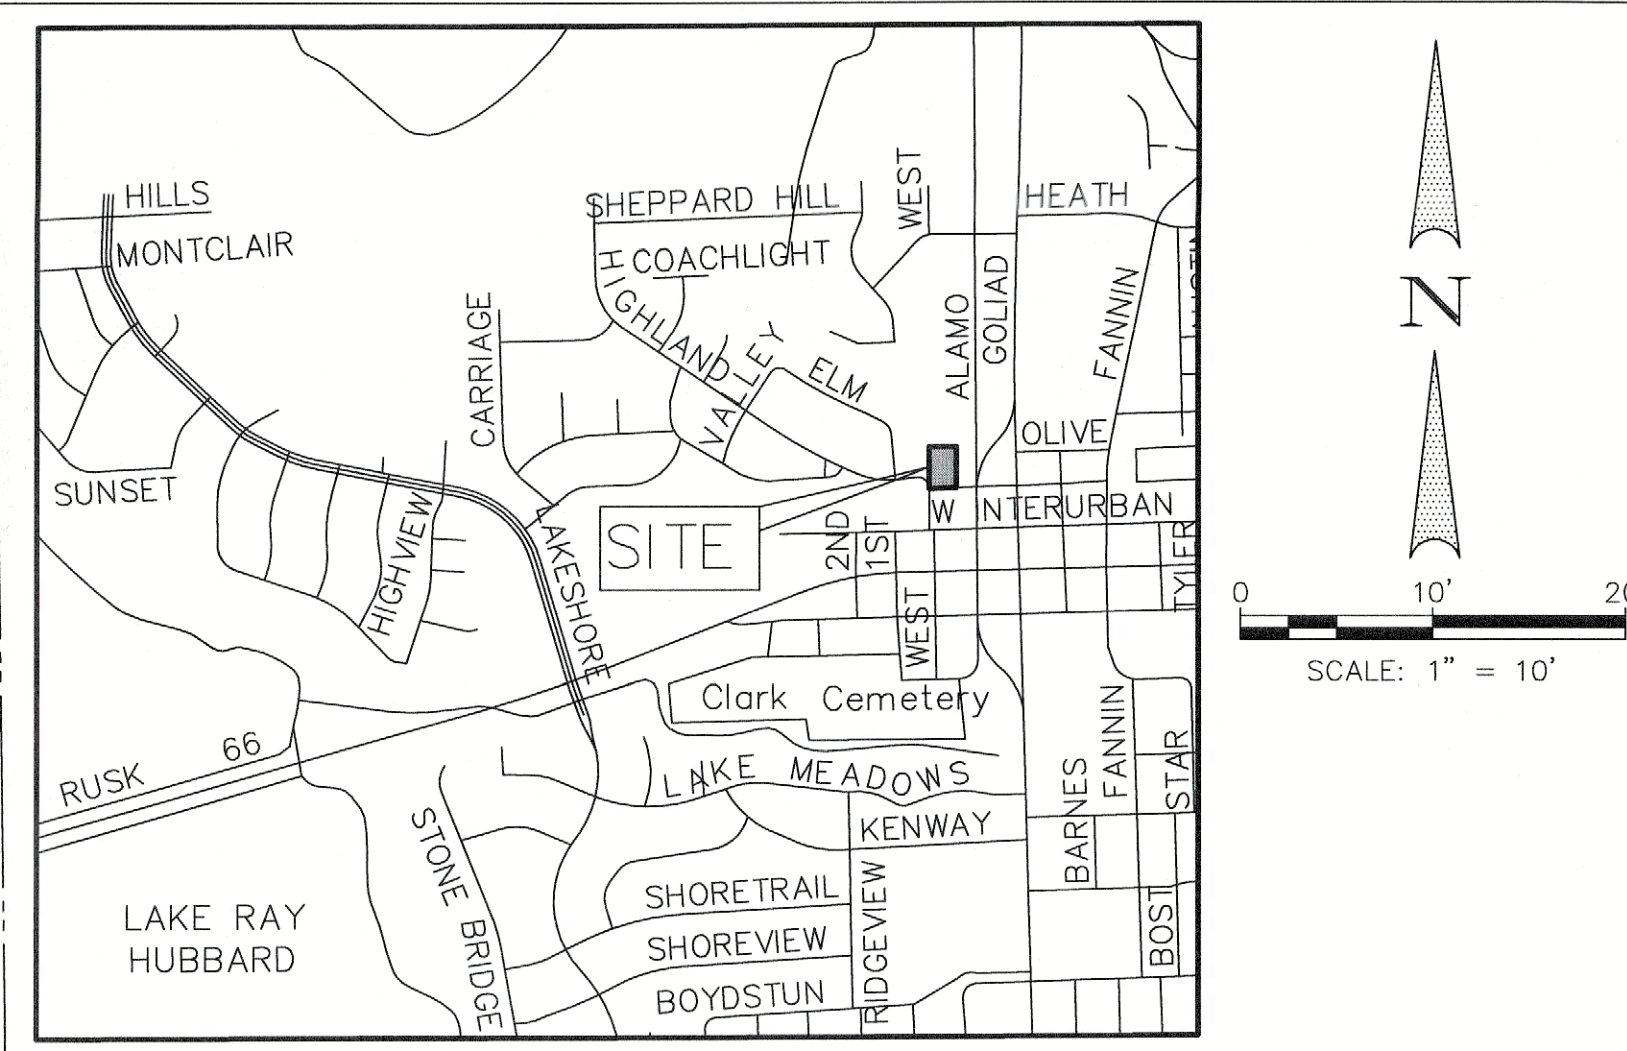 HILLS
SHEPPARD HILL
WEST
HEATH
MONTCLAIR
COACHLIGHT
HIGHLAND
CARRIAGE
VALLEY
ELM
ALAMO
GOLIAD
FANNIN
OLIVE
SUNSET
HIGHVIEW
LAKESHORE
SITE
W NTERURBAN
2ND
1ST
TYLER
WEST
Clark Cemetery
RUSK 66
LAKE MEADOWS
KENWAY
BARNES
FANNIN
STAR
STONE BRIDGE
SHORETRAIL
SHOREVIEW
BOYDSTUN
RIDGEVIEW
BOST
LAKE RAY
HUBBARD
N
0 10'
SCALE: 1" = 10'